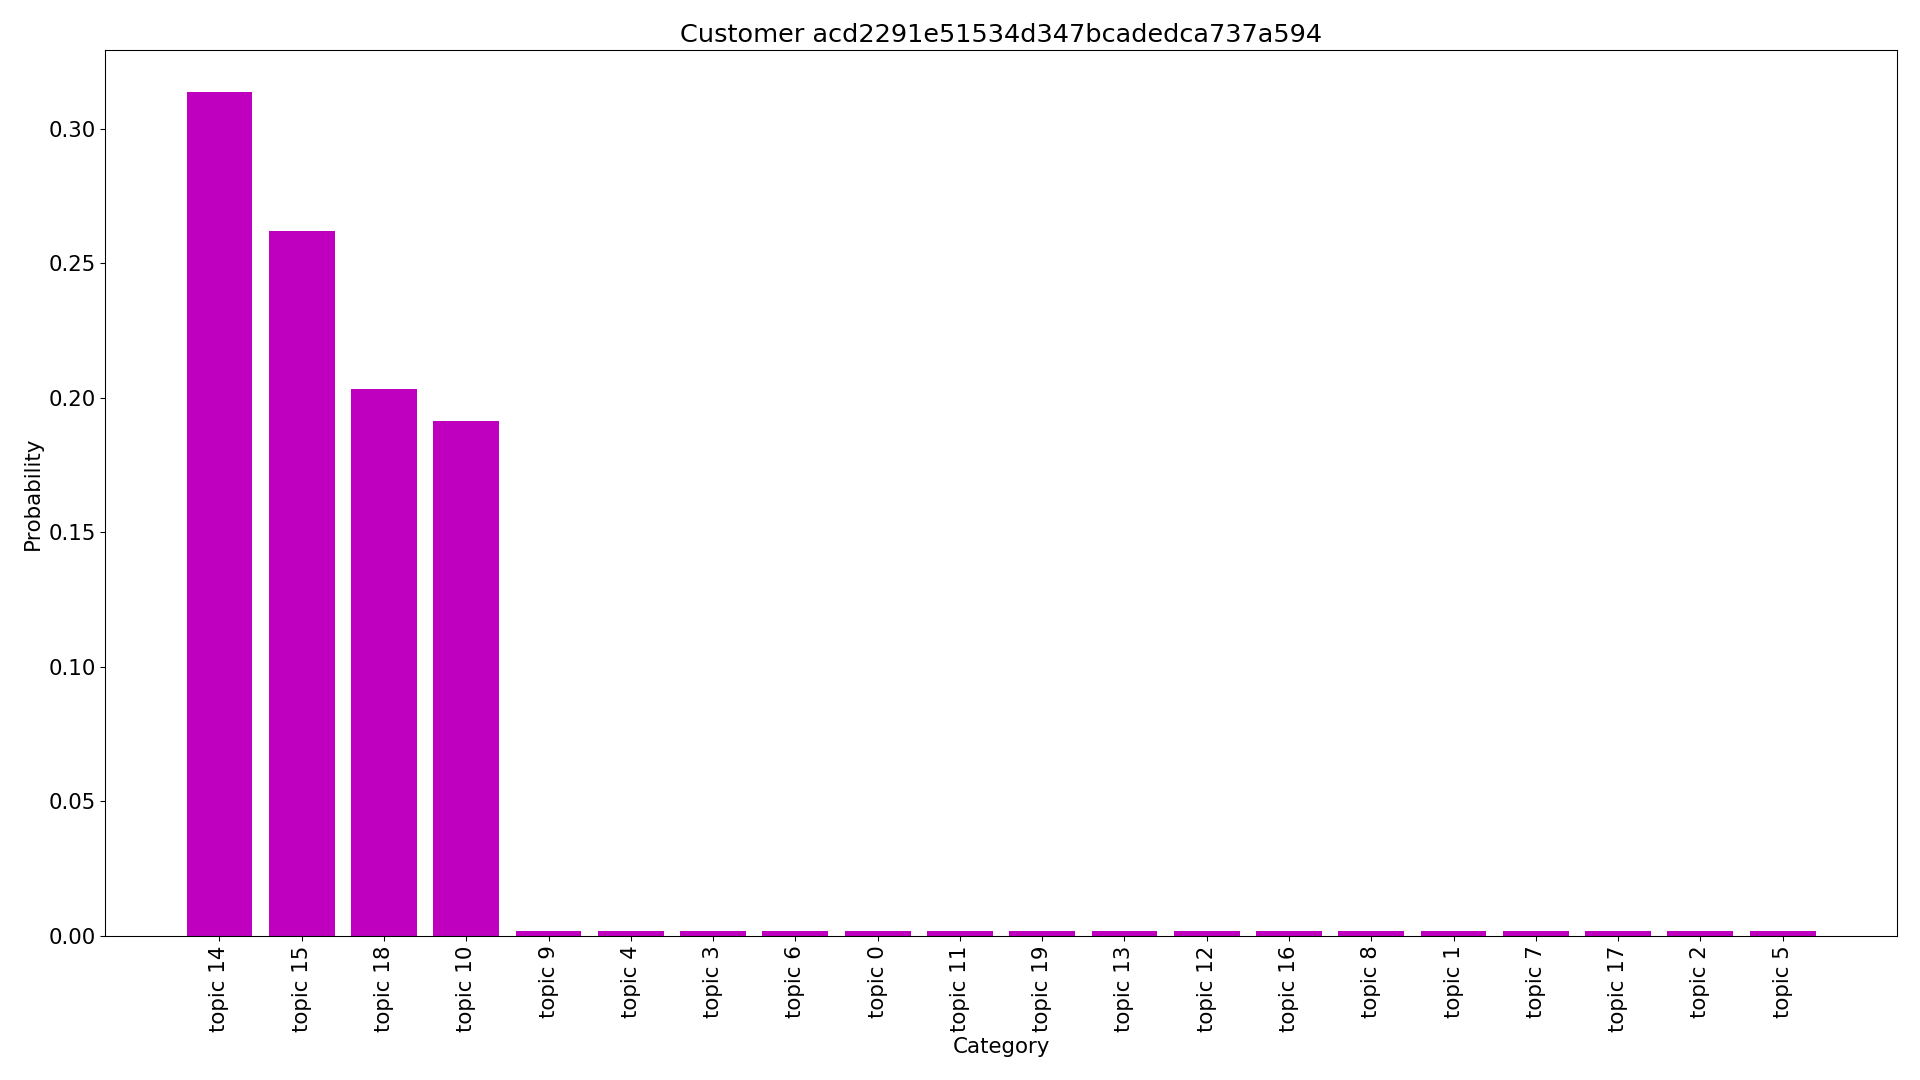 Customer acd2291e51534d347bcadedca737a594
Probability
0.30
0.25
0.20
0.15
0.10
0.05
0.00
topic 14
topic 15
topic 18
topic 10
topic 9
topic 4
topic 3
topic 6
topic 0
topic 11
topic 19
topic 13
topic 12
topic 16
topic 8
topic 1
topic 7
topic 17
topic 2
topic 5
Category